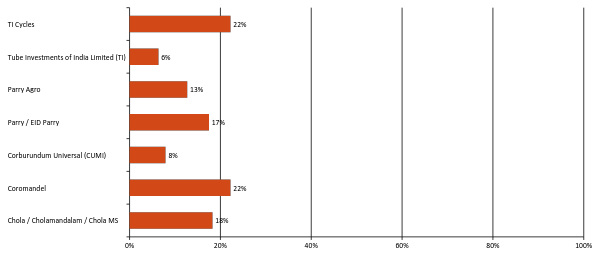 TI Cycles
22%
Tube Investments of India Limited (TI)
6%
Parry Agro
13%
Parry / EID Parry
17%
Corburundum Universal (CUMI)
8%
Coromandel
22%
Chola / Cholamandalam / Chola MS
18%
0% 20% 40% 60% 80% 100%